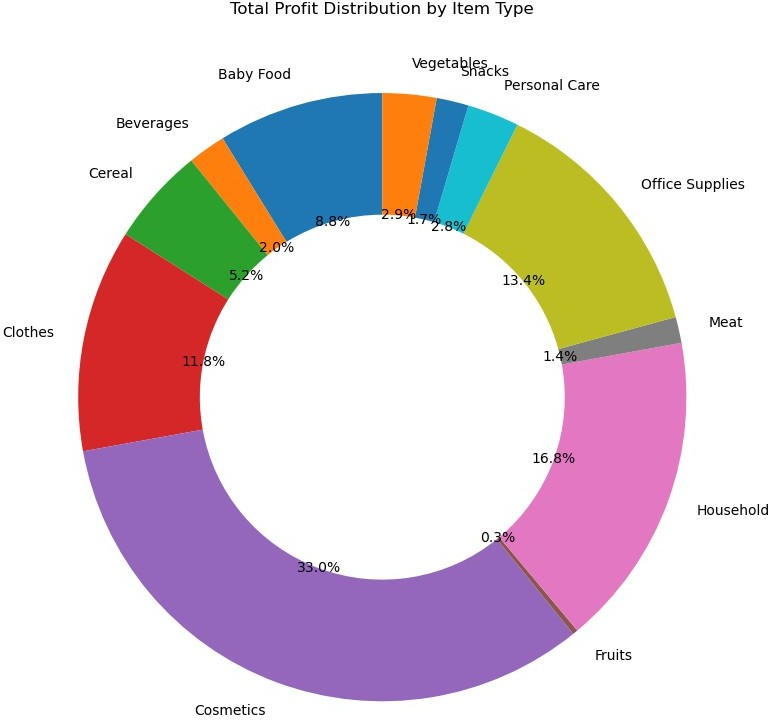 Total Profit Distribution by Item Type
Vegetables
Snacks
Baby Food
Personal Care
Beverages
Cereal
Office Supplies
8.8%
2.9%
1.7%
2.8%
2.0%
5.2%
13.4%
Meat
Clothes
1.4%
11.8%
16.8%
Household
0.3%
33.0%
Fruits
Cosmetics